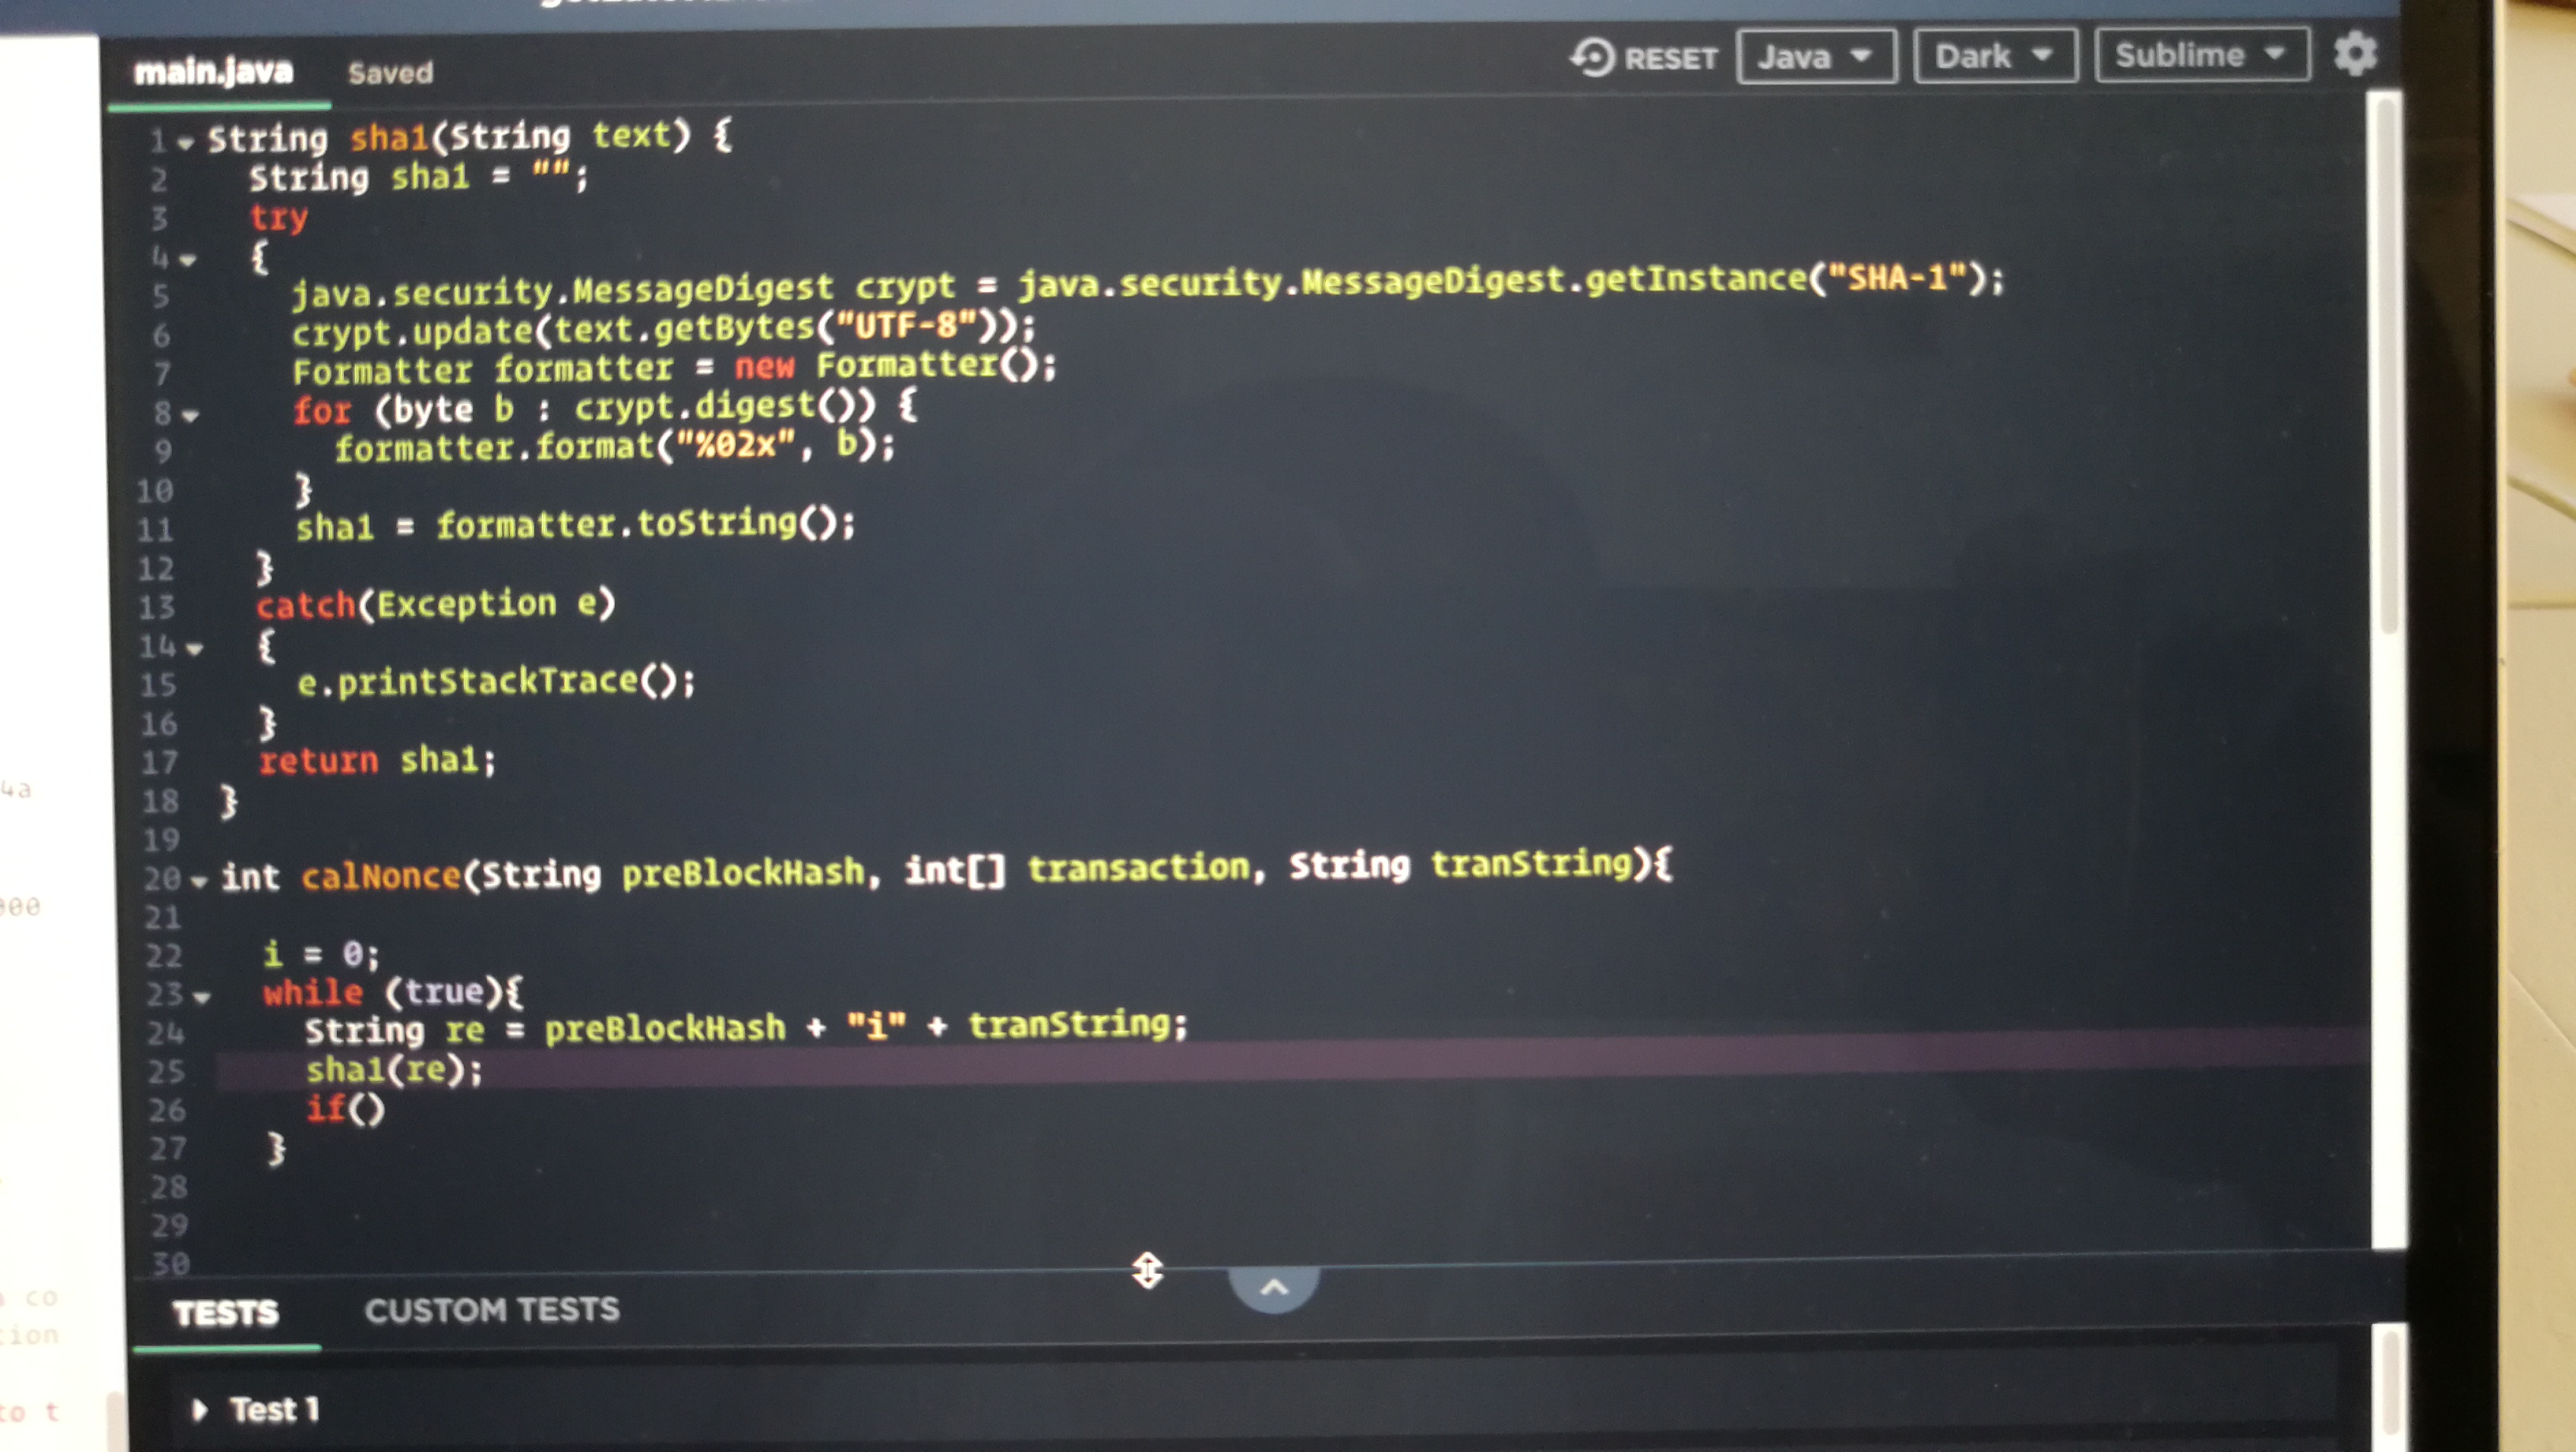 main.java Saved RESET Java Dark Sublime
1 String sha1(String text) {
2 String sha1 = "";
3 try
4 {
5 java.security.MessageDigest crypt = java.security.MessageDigest.getInstance("SHA-1");
6 crypt.update(text.getBytes("UTF-8"));
7 Formatter formatter = new Formatter();
8 for (byte b : crypt.digest()) {
9 formatter.format("%02x", b);
10 }
11 sha1 = formatter.toString();
12 }
13 catch(Exception e)
14 {
15 e.printStackTrace();
16 }
17 return sha1;
18 }
19
20 int calNonce(String preBlockHash, int[] transaction, String tranString){
21
22 i = 0;
23 while (true){
24 String re = preBlockHash + "i" + tranString;
25 sha1(re);
26 if()
27 }
28
29
30
TESTS CUSTOM TESTS
Test 1
4a
000
co
tion
to t